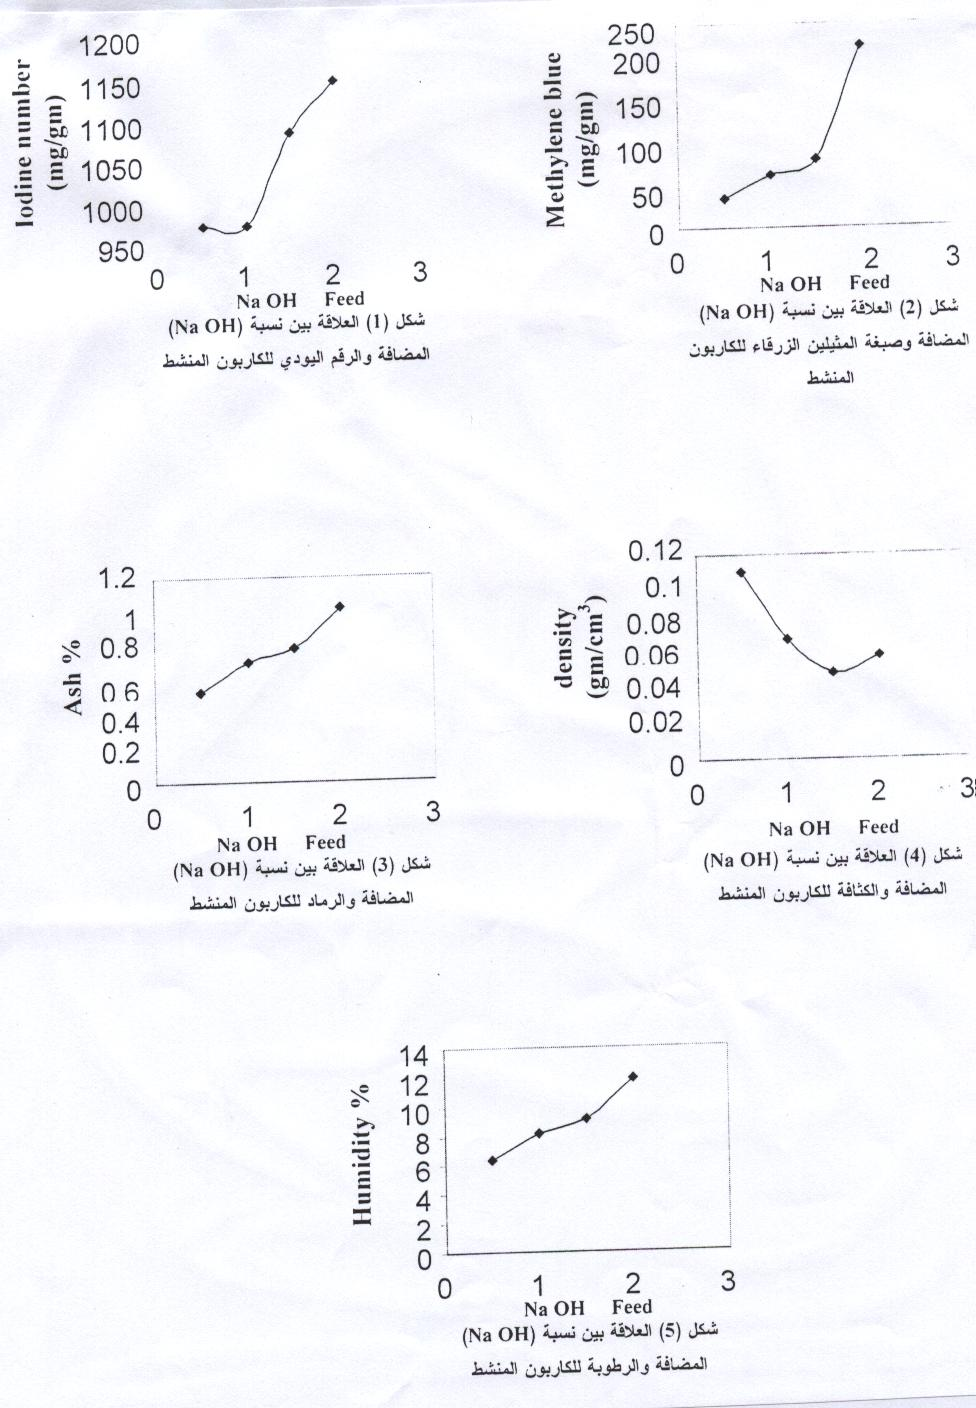 Iodine number
(mg/gm)
1200
1150
1100
1050
1000
950
0 1 2 3
Na OH Feed
شكل (1) العلاقة بين نسبة (Na OH)
المضافة والرقم اليودي للكاربون المنشط
Methylene blue
(mg/gm)
250
200
150
100
50
0
0 1 2 3
Na OH Feed
شكل (2) العلاقة بين نسبة (Na OH)
المضافة وصبغة المثيلين الزرقاء للكاربون
المنشط
Ash %
1.2
1
0.8
0.6
0.4
0.2
0
0 1 2 3
Na OH Feed
شكل (3) العلاقة بين نسبة (Na OH)
المضافة والرماد للكاربون المنشط
density
(gm/cm³)
0.12
0.1
0.08
0.06
0.04
0.02
0
0 1 2 3
Na OH Feed
شكل (4) العلاقة بين نسبة (Na OH)
المضافة والكثافة للكاربون المنشط
Humidity %
14
12
10
8
6
4
2
0
0 1 2 3
Na OH Feed
شكل (5) العلاقة بين نسبة (Na OH)
المضافة والرطوبة للكاربون المنشط